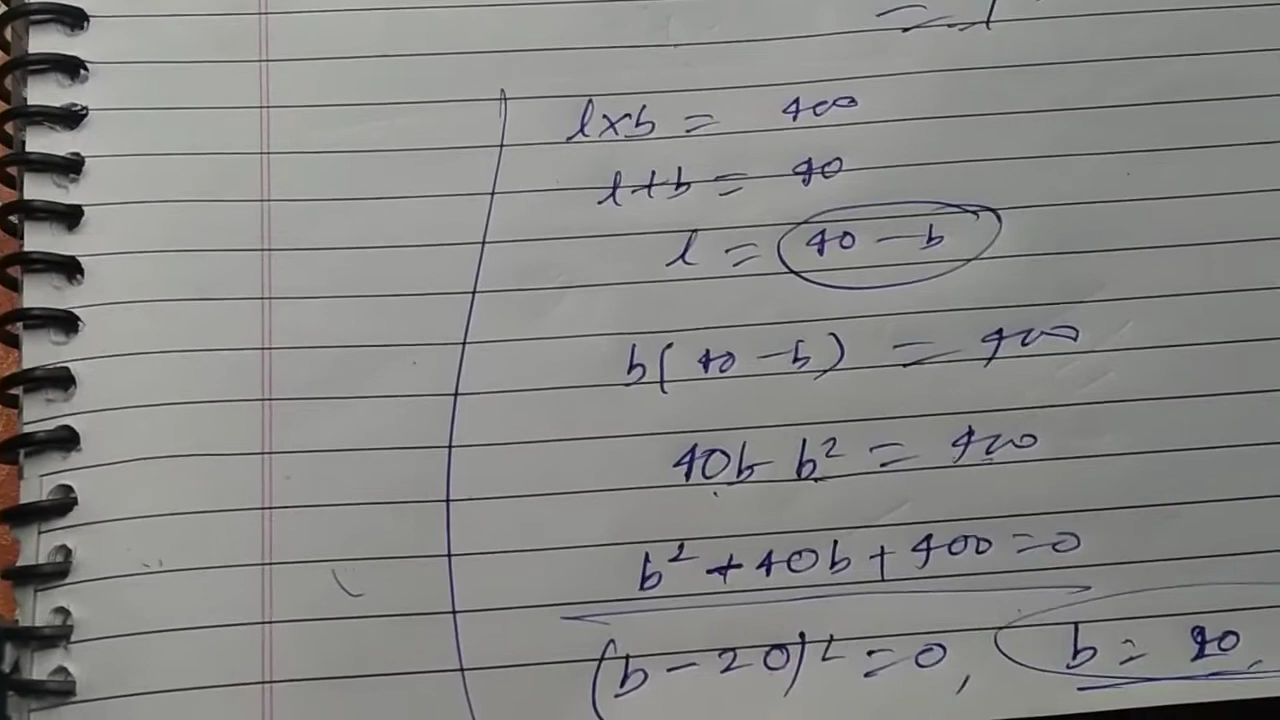 l×b = 400
l+b = 40
l = 40 - b
b(40-b) = 400
40b - b² = 400
b² + 40b + 400 = 0
(b - 20)² = 0, b = 20